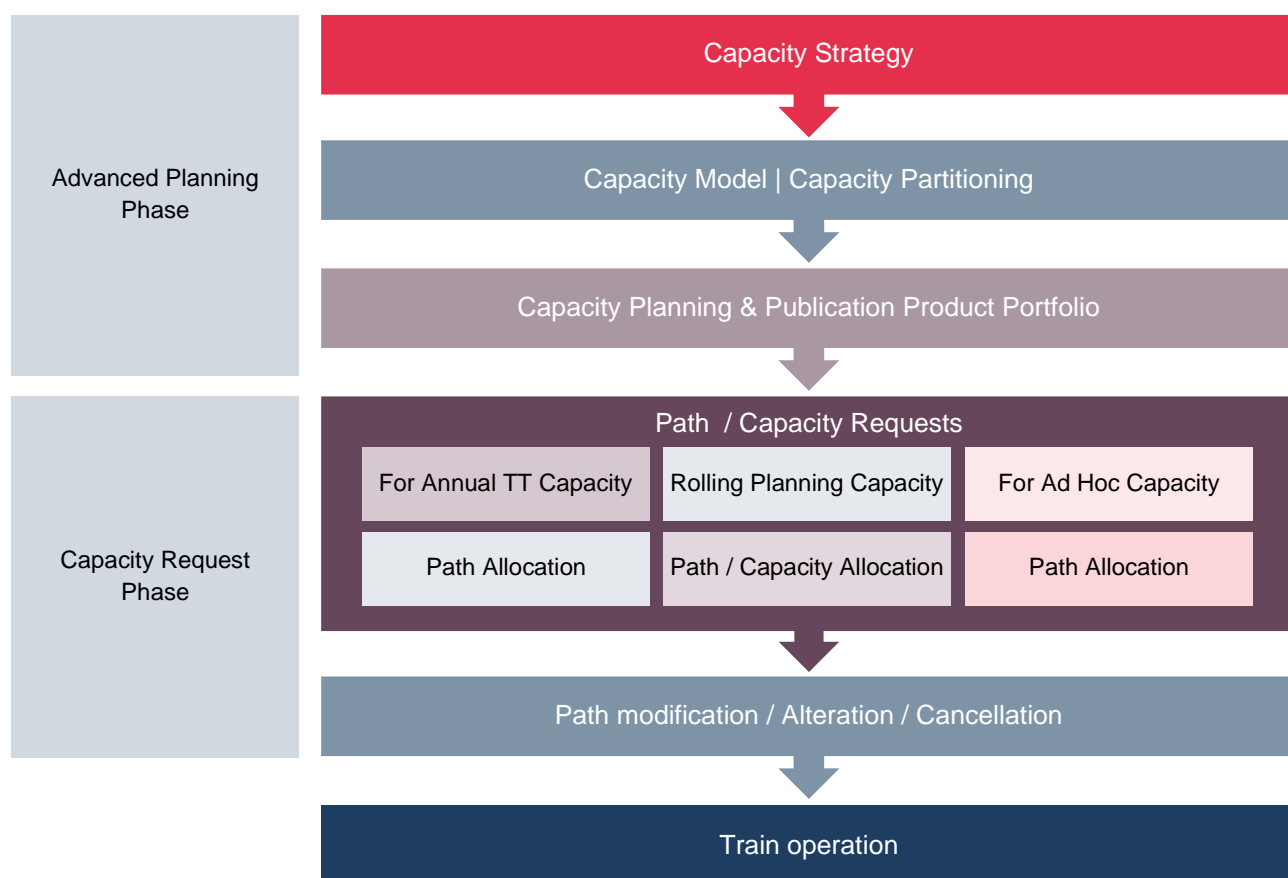 Capacity Strategy
Advanced Planning
Phase
Capacity Model | Capacity Partitioning
Capacity Planning & Publication Product Portfolio
Path / Capacity Requests
For Annual TT Capacity
Rolling Planning Capacity
For Ad Hoc Capacity
Capacity Request
Phase
Path Allocation
Path / Capacity Allocation
Path Allocation
Path modification / Alteration / Cancellation
Train operation